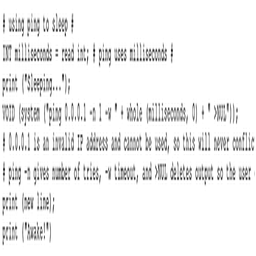 # using ping to sleep #
INT milliseconds = read int; # ping uses milliseconds #
print ("Sleeping...");
VOID (system ("ping 0.0.0.1 -n 1 -w " + whole (milliseconds, 0) + " >NUL"));
# 0.0.0.1 is an invalid IP address and cannot be used, so this will never conflic
# ping -n gives number of tries, -w timeout, and >NUL deletes output so the user
print (new line);
print ("Awake!")